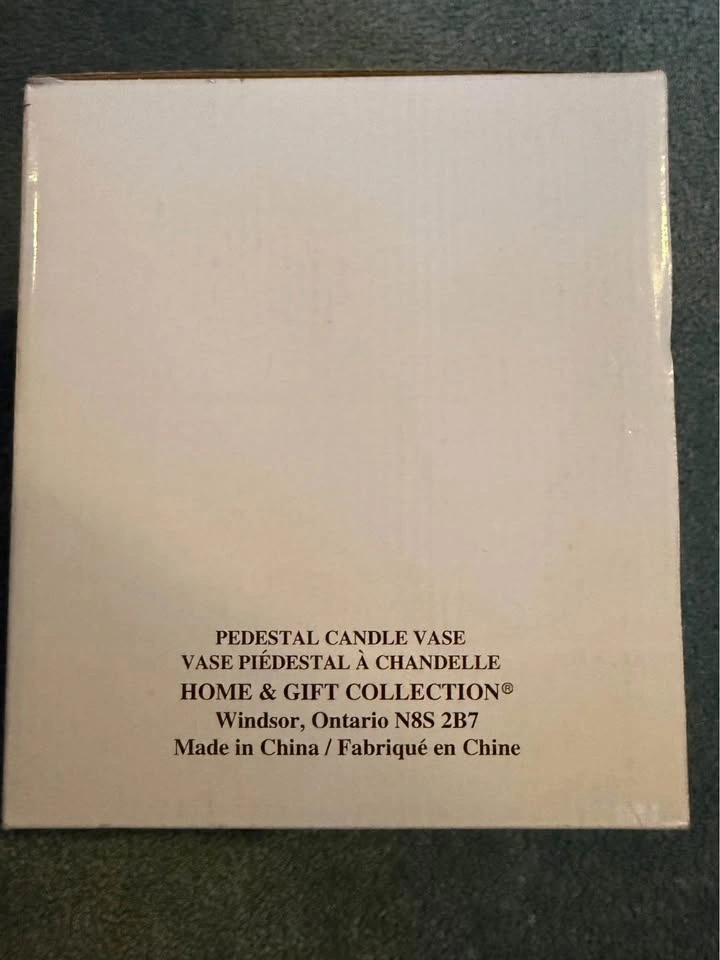 PEDESTAL CANDLE VASE
VASE PIÉDESTAL À CHANDELLE
HOME & GIFT COLLECTION®
Windsor, Ontario N8S 2B7
Made in China / Fabriqué en Chine